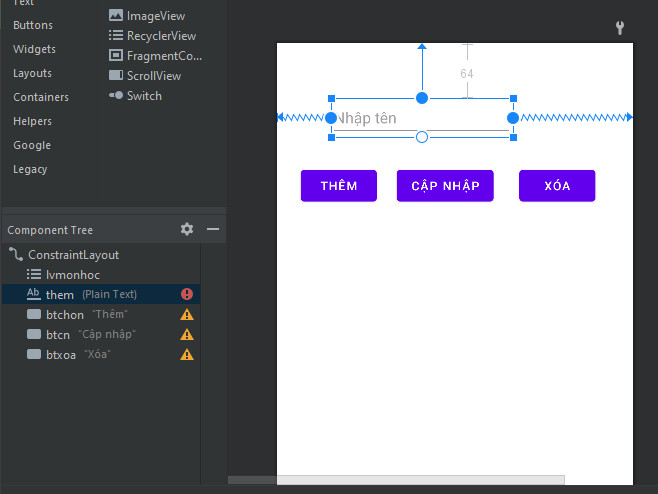 Text
Buttons
Widgets
Layouts
Containers
Helpers
Google
Legacy
ImageView
RecyclerView
FragmentCo...
ScrollView
Switch
Component Tree
ConstraintLayout
lvmonhoc
Ab them (Plain Text)
btchon "Thêm"
btcn "Cập nhập"
btxoa "Xóa"
64
Nhập tên
THÊM
CẬP NHẬP
XÓA